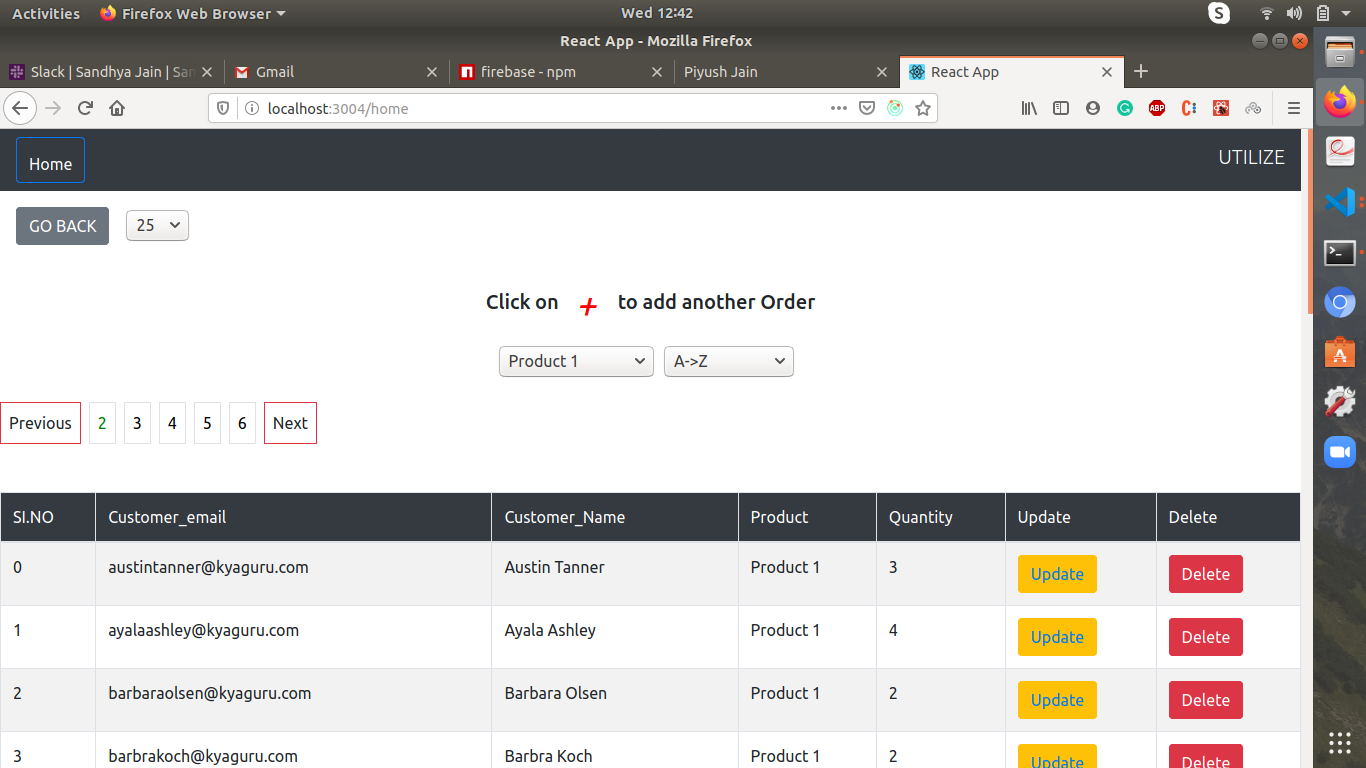 Activities Firefox Web Browser Wed 12:42
React App - Mozilla Firefox
Slack | Sandhya Jain | San Gmail firebase - npm Piyush Jain React App
localhost:3004/home
Home UTILIZE
GO BACK 25
Click on + to add another Order
Product 1 A->Z
Previous 2 3 4 5 6 Next
SI.NO Customer_email Customer_Name Product Quantity Update Delete
0 austintanner@kyaguru.com Austin Tanner Product 1 3 Update Delete
1 ayalaashley@kyaguru.com Ayala Ashley Product 1 4 Update Delete
2 barbaraolsen@kyaguru.com Barbara Olsen Product 1 2 Update Delete
3 barbrakoch@kyaguru.com Barbra Koch Product 1 2 Update Delete